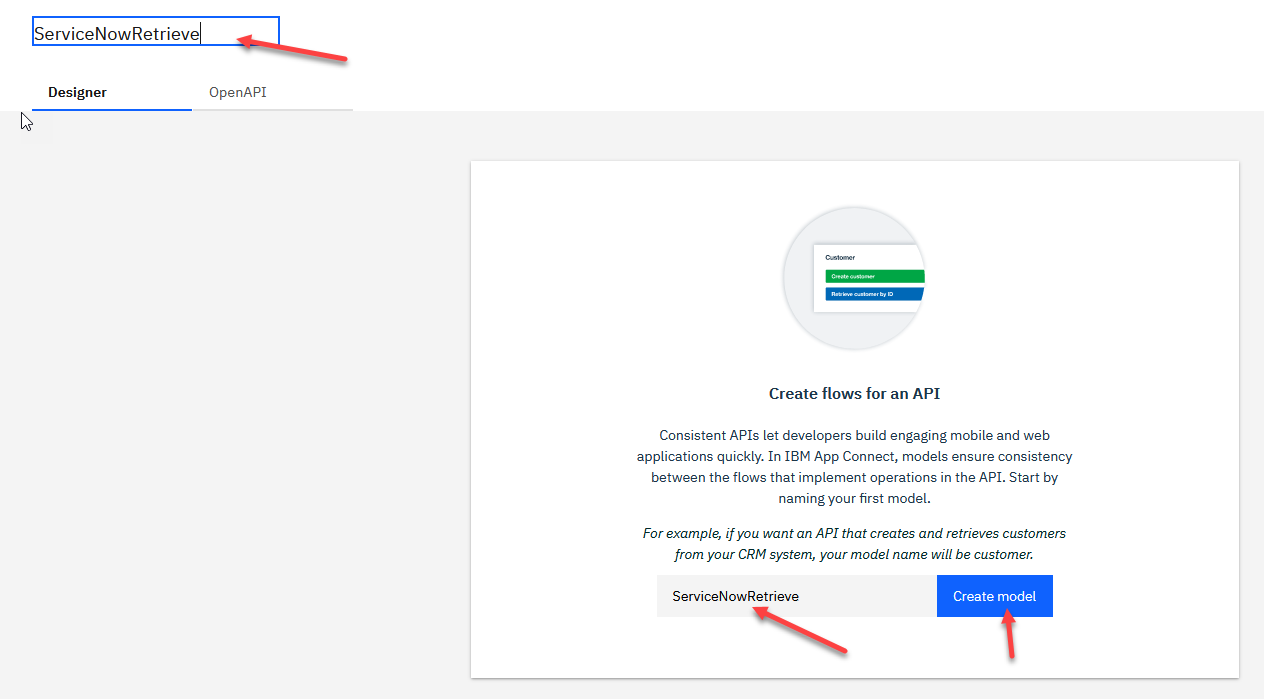 ServiceNowRetrieve
Designer
OpenAPI
Customer
Create customer
Retrieve customer by ID
Create flows for an API
Consistent APIs let developers build engaging mobile and web
applications quickly. In IBM App Connect, models ensure consistency
between the flows that implement operations in the API. Start by
naming your first model.
For example, if you want an API that creates and retrieves customers
from your CRM system, your model name will be customer.
ServiceNowRetrieve
Create model